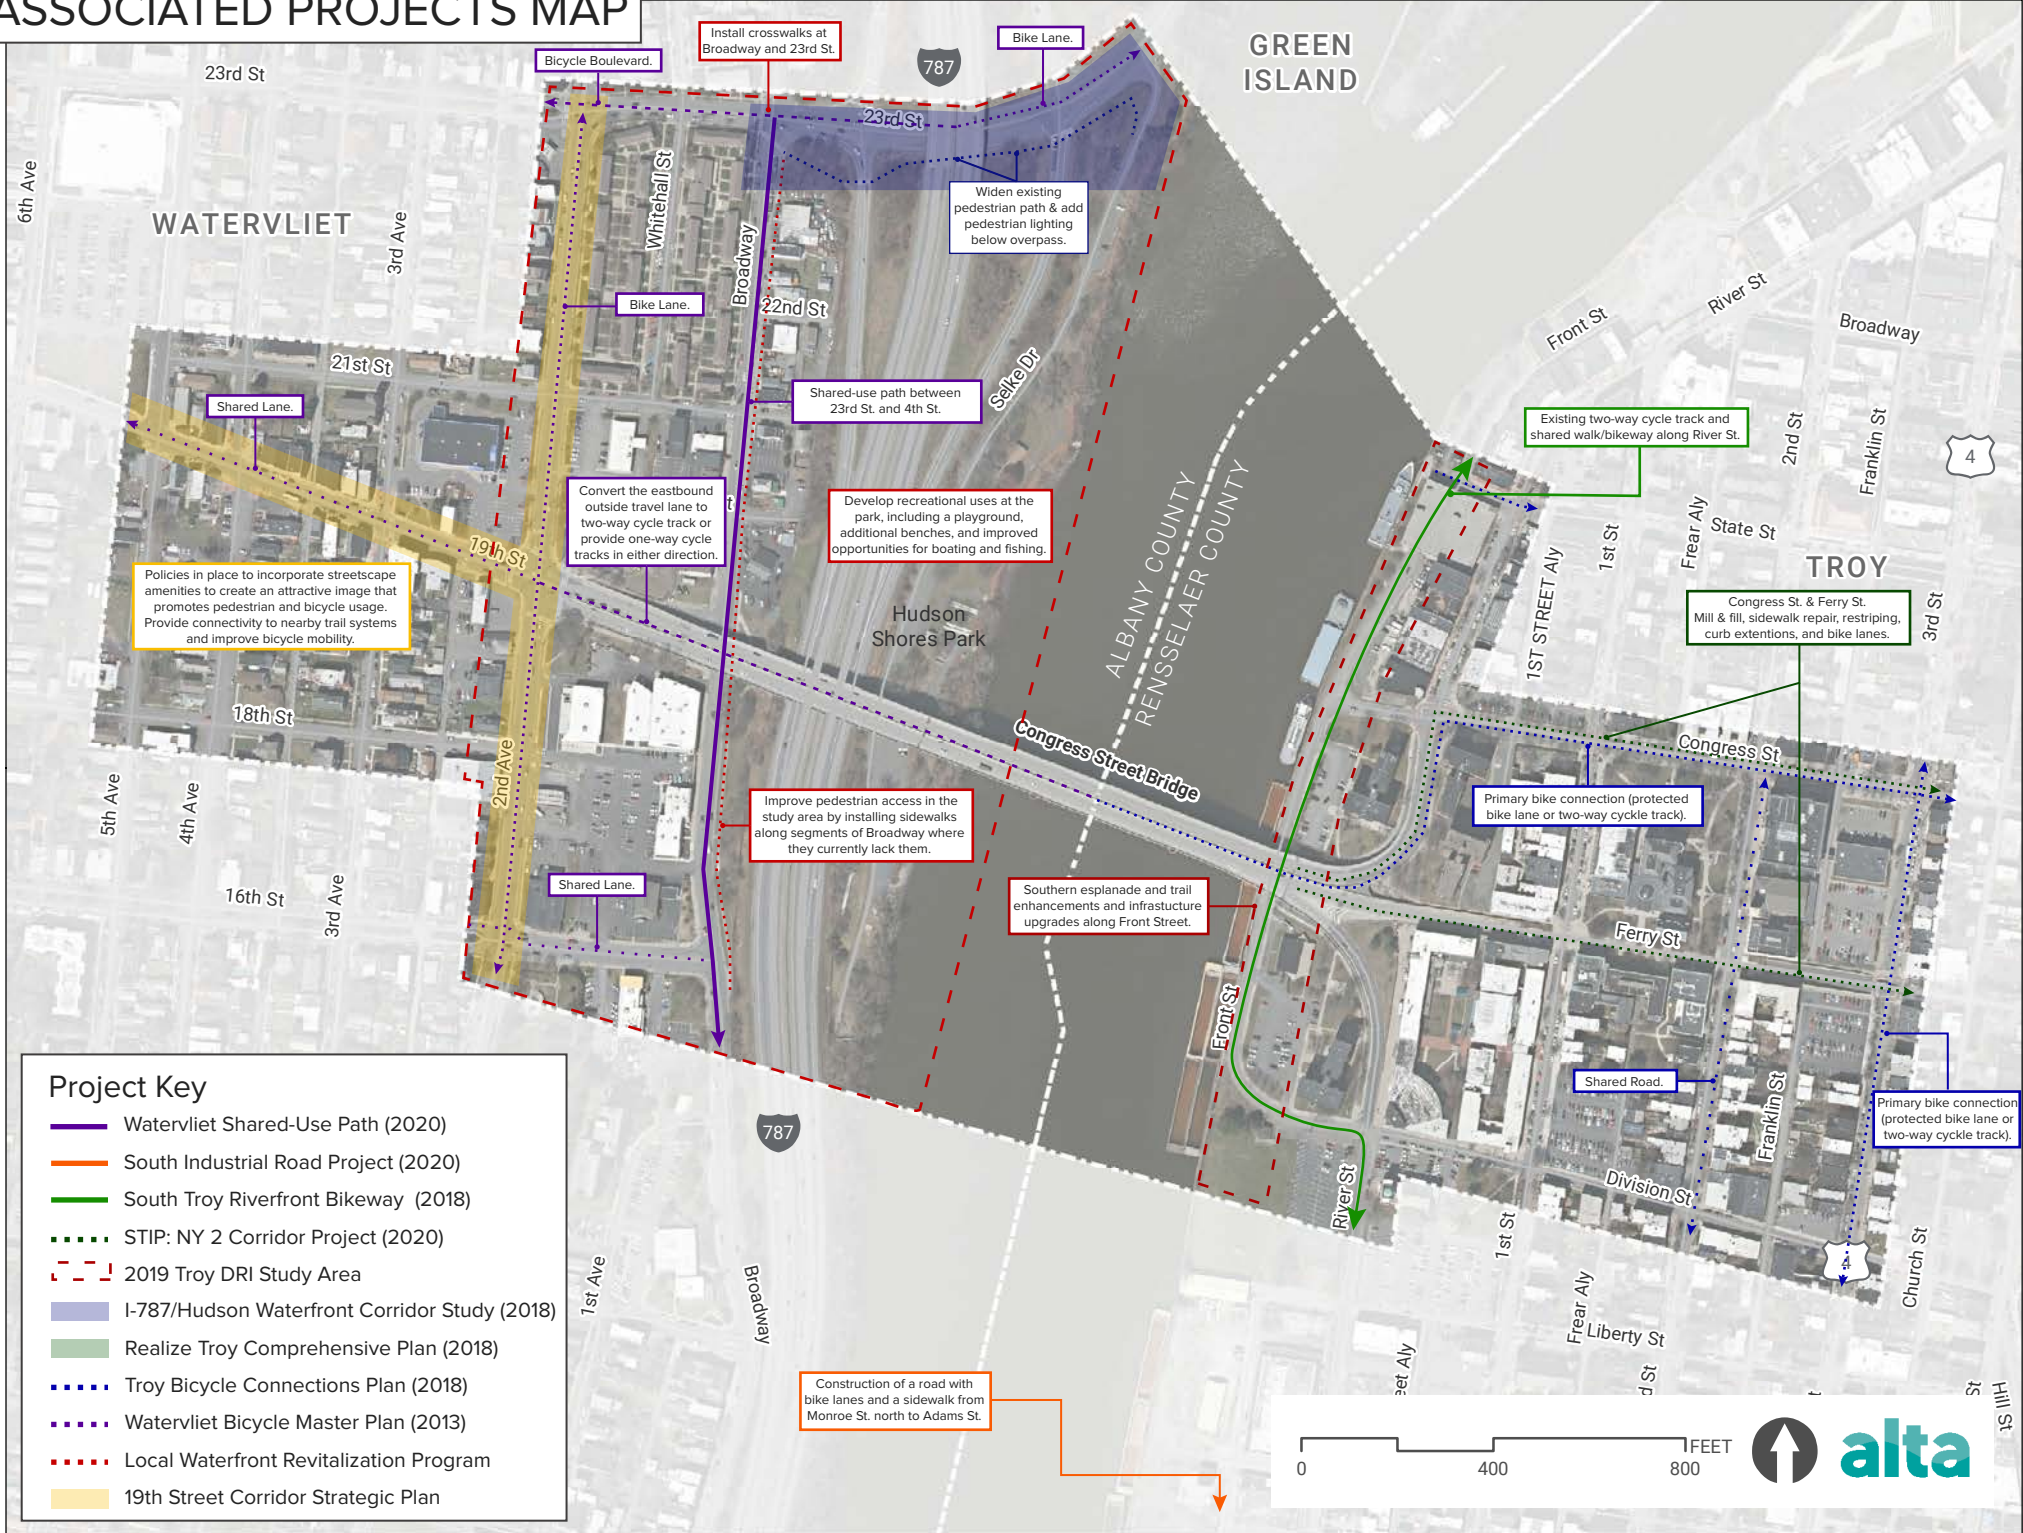 ASSOCIATED PROJECTS MAP
23rd St
Bicycle Boulevard.
Install crosswalks at
Broadway and 23rd St.
787
Bike Lane.
GREEN
ISLAND
23rd St
6th Ave
WATERVLIET
3rd Ave
Whitehall St
Broadway
Widen existing
pedestrian path & add
pedestrian lighting
below overpass.
Bike Lane.
22nd St
Selke Dr
Front St
River St
Broadway
21st St
Shared Lane.
Shared-use path between
23rd St. and 4th St.
Existing two-way cycle track and
shared walk/bikeway along River St.
2nd St
Franklin St
4
Convert the eastbound
outside travel lane to
two-way cycle track or
provide one-way cycle
tracks in either direction.
t
Develop recreational uses at the
park, including a playground,
additional benches, and improved
opportunities for boating and fishing.
ALBANY COUNTY
RENSSELAER COUNTY
1ST STREET Aly
1st St
Frear Aly
State St
TROY
19th St
Policies in place to incorporate streetscape
amenities to create an attractive image that
promotes pedestrian and bicycle usage.
Provide connectivity to nearby trail systems
and improve bicycle mobility.
Hudson
Shores Park
Congress St. & Ferry St.
Mill & fill, sidewalk repair, restriping,
curb extentions, and bike lanes.
3rd St
18th St
2nd Ave
Congress Street Bridge
Congress St
5th Ave
4th Ave
Improve pedestrian access in the
study area by installing sidewalks
along segments of Broadway where
they currently lack them.
Primary bike connection (protected
bike lane or two-way cyckle track).
16th St
3rd Ave
Shared Lane.
Southern esplanade and trail
enhancements and infrastucture
upgrades along Front Street.
Ferry St
Front St
Shared Road.
Franklin St
Primary bike connection
(protected bike lane or
two-way cyckle track).
787
River St
Division St
1st St
4
Church St
Project Key
Watervliet Shared-Use Path (2020)
South Industrial Road Project (2020)
South Troy Riverfront Bikeway (2018)
STIP: NY 2 Corridor Project (2020)
2019 Troy DRI Study Area
I-787/Hudson Waterfront Corridor Study (2018)
Realize Troy Comprehensive Plan (2018)
Troy Bicycle Connections Plan (2018)
Watervliet Bicycle Master Plan (2013)
Local Waterfront Revitalization Program
19th Street Corridor Strategic Plan
1st Ave
Broadway
Frear Aly
Liberty St
eet Aly
d St
t
St
Hill St
Construction of a road with
bike lanes and a sidewalk from
Monroe St. north to Adams St.
FEET
0 400 800
alta